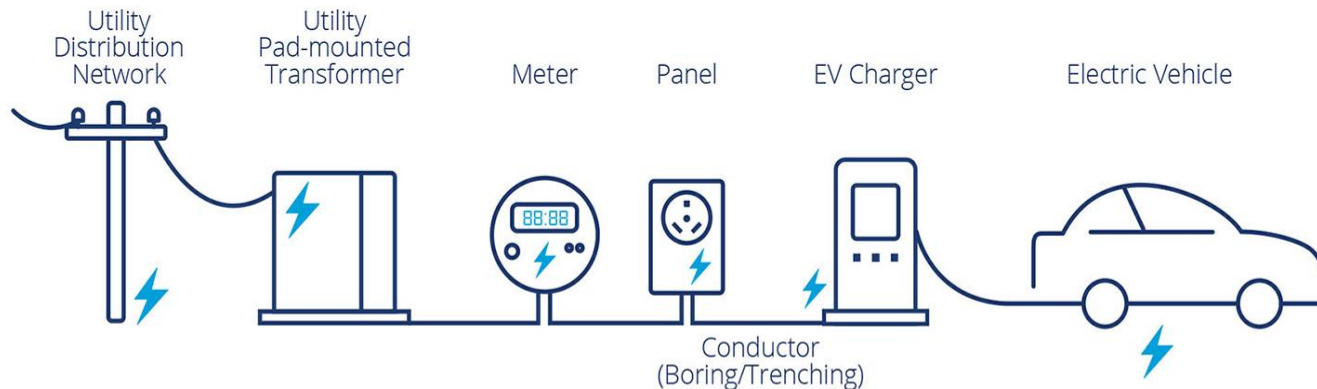 Utility
Distribution
Network
Utility
Pad-mounted
Transformer
Meter
Panel
EV Charger
Electric Vehicle
88:88
Conductor
(Boring/Trenching)